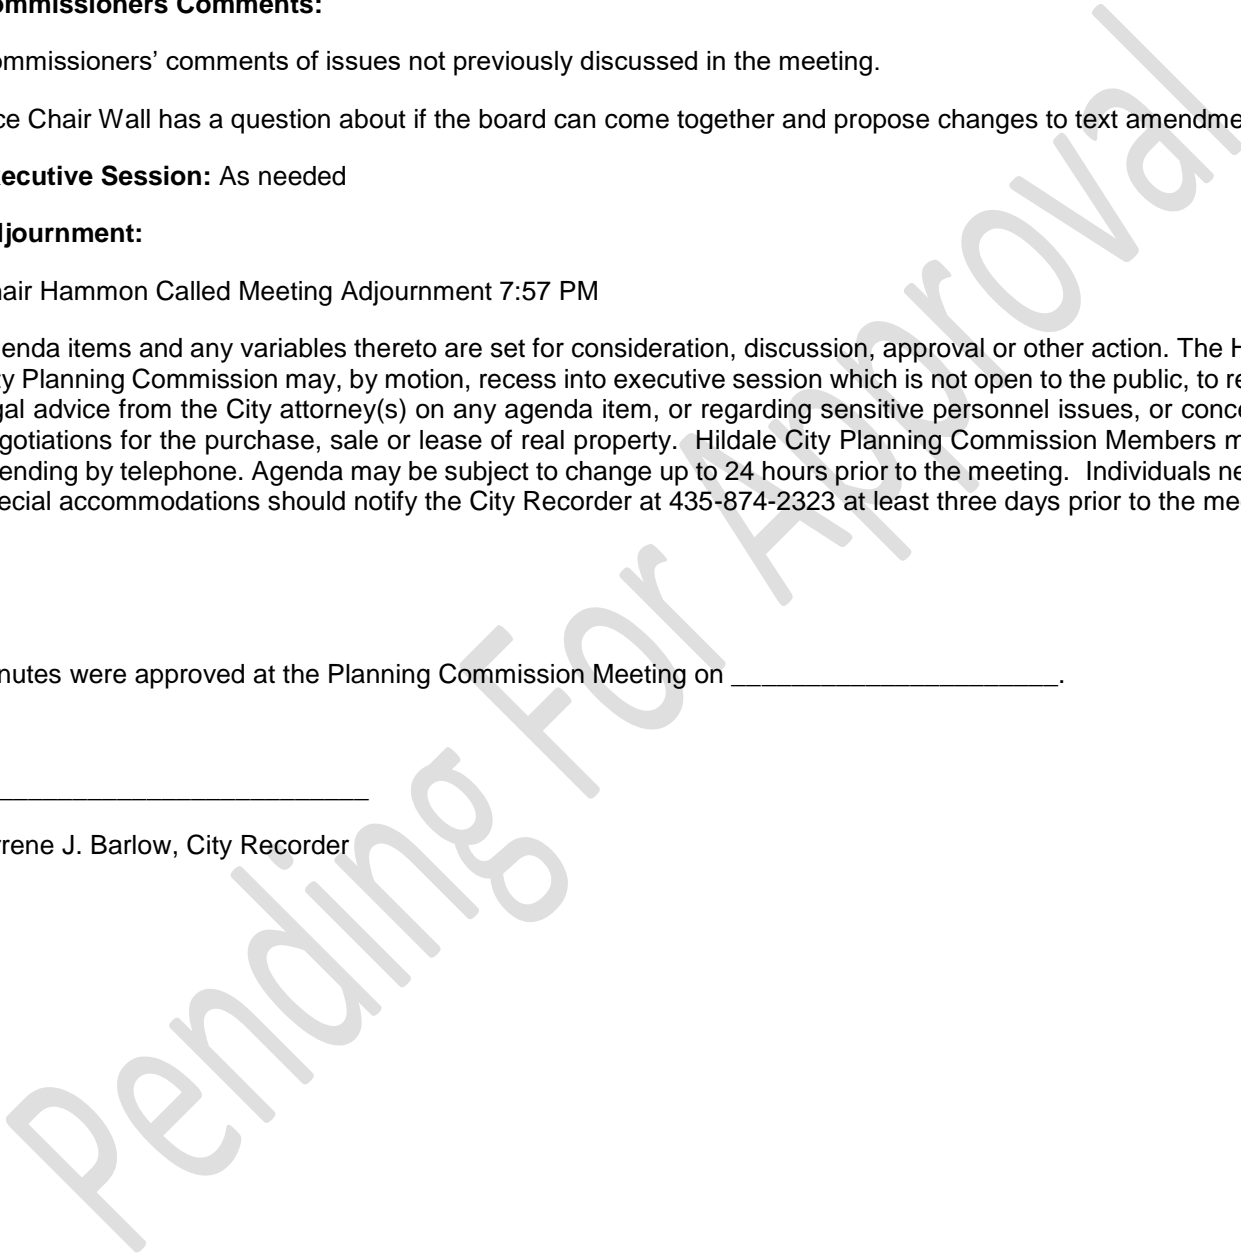 ommissioners Comments:
ommissioners' comments of issues not previously discussed in the meeting.
ce Chair Wall has a question about if the board can come together and propose changes to text amendme
ecutive Session: As needed
journment:
air Hammon Called Meeting Adjournment 7:57 PM
enda items and any variables thereto are set for consideration, discussion, approval or other action. The H
ty Planning Commission may, by motion, recess into executive session which is not open to the public, to re
gal advice from the City attorney(s) on any agenda item, or regarding sensitive personnel issues, or conce
gotiations for the purchase, sale or lease of real property. Hildale City Planning Commission Members m
ending by telephone. Agenda may be subject to change up to 24 hours prior to the meeting. Individuals ne
ecial accommodations should notify the City Recorder at 435-874-2323 at least three days prior to the me
nutes were approved at the Planning Commission Meeting on ______________________.
_________________________
rene J. Barlow, City Recorder
Pending For Approval